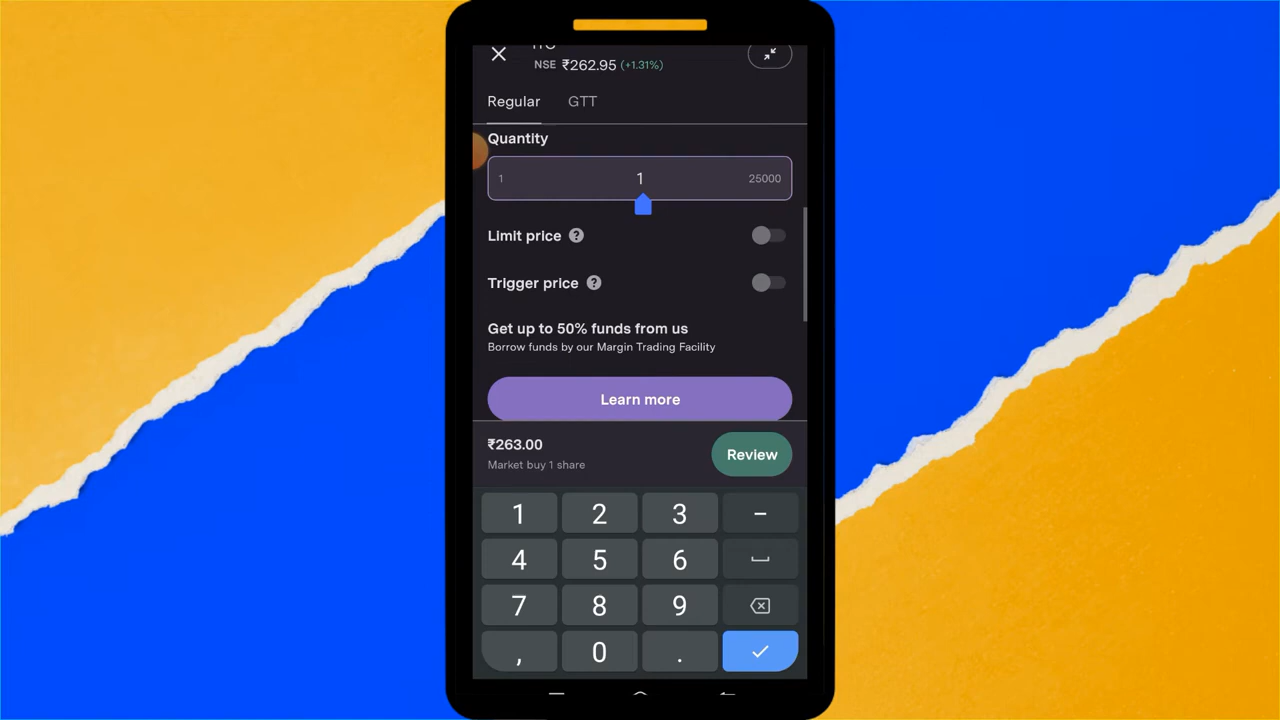 NSE ₹262.95 (+1.31%)
Regular GTT
Quantity
1 1 25000
Limit price ?
Trigger price ?
Get up to 50% funds from us
Borrow funds by our Margin Trading Facility
Learn more
₹263.00
Market buy 1 share
Review
1 2 3 −
4 5 6
7 8 9
, 0 .